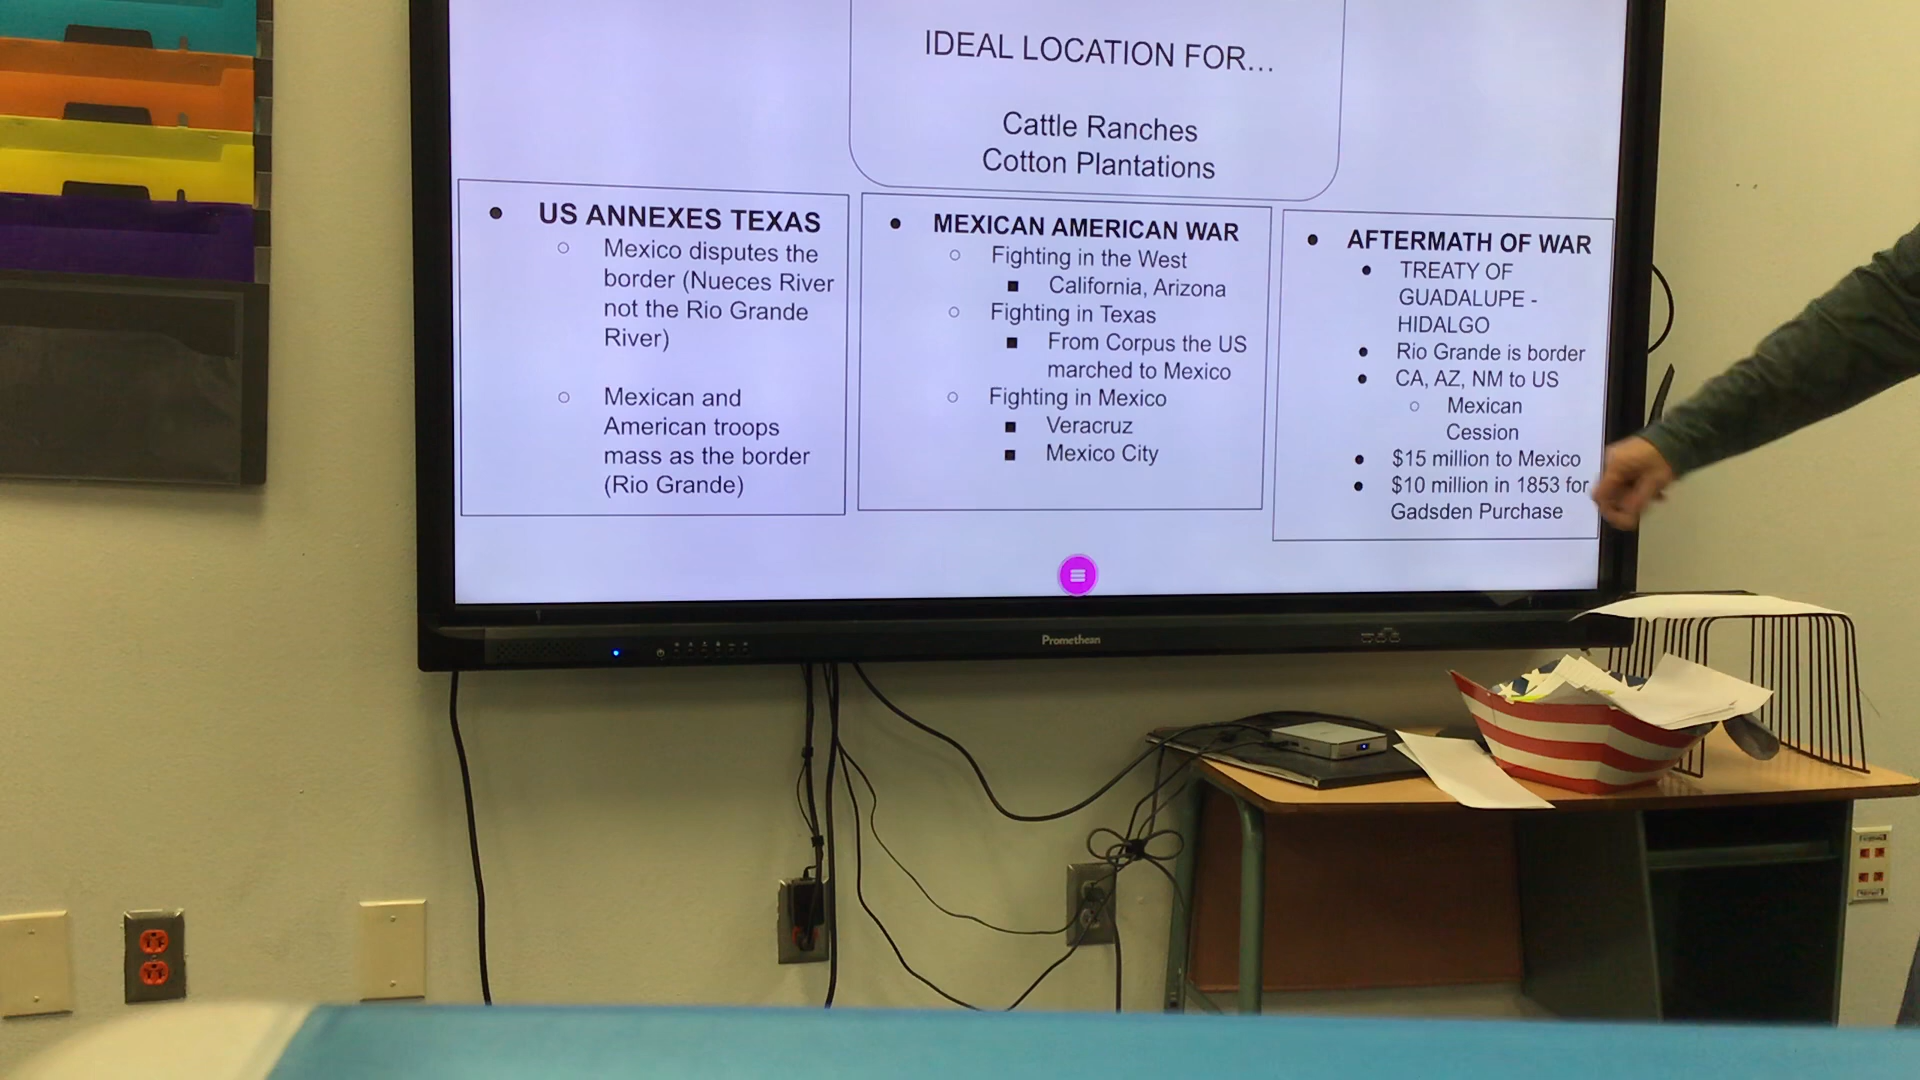 IDEAL LOCATION FOR...
Cattle Ranches
Cotton Plantations
● US ANNEXES TEXAS
○ Mexico disputes the
border (Nueces River
not the Rio Grande
River)
○ Mexican and
American troops
mass as the border
(Rio Grande)
● MEXICAN AMERICAN WAR
○ Fighting in the West
■ California, Arizona
○ Fighting in Texas
■ From Corpus the US
marched to Mexico
○ Fighting in Mexico
■ Veracruz
■ Mexico City
● AFTERMATH OF WAR
● TREATY OF
GUADALUPE -
HIDALGO
● Rio Grande is border
● CA, AZ, NM to US
○ Mexican
Cession
● $15 million to Mexico
● $10 million in 1853 for
Gadsden Purchase
Promethean